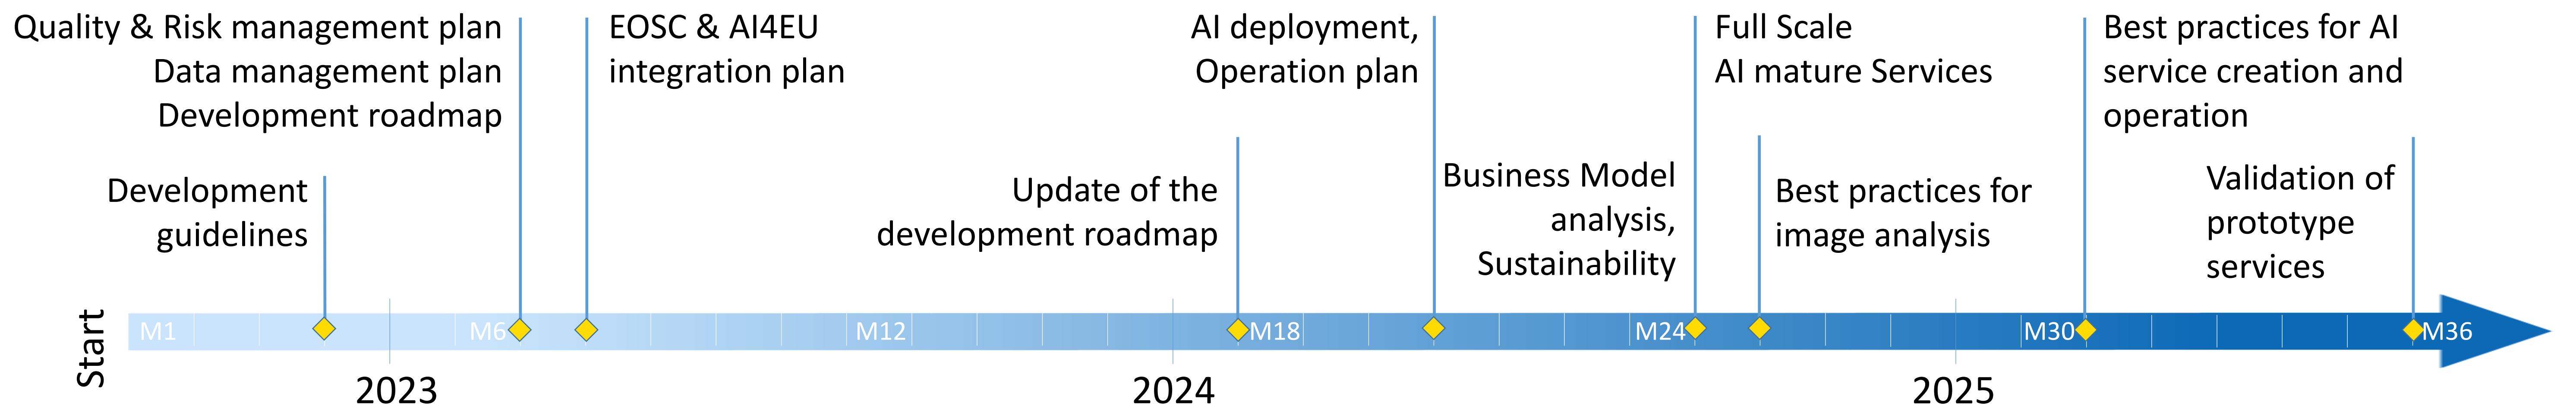 Quality & Risk management plan
Data management plan
Development roadmap
EOSC & AI4EU
integration plan
AI deployment,
Operation plan
Full Scale
AI mature Services
Best practices for AI
service creation and
operation
Development
guidelines
Update of the
development roadmap
Business Model
analysis,
Sustainability
Best practices for
image analysis
Validation of
prototype
services
Start
M1
M6
M12
M18
M24
M30
M36
2023
2024
2025